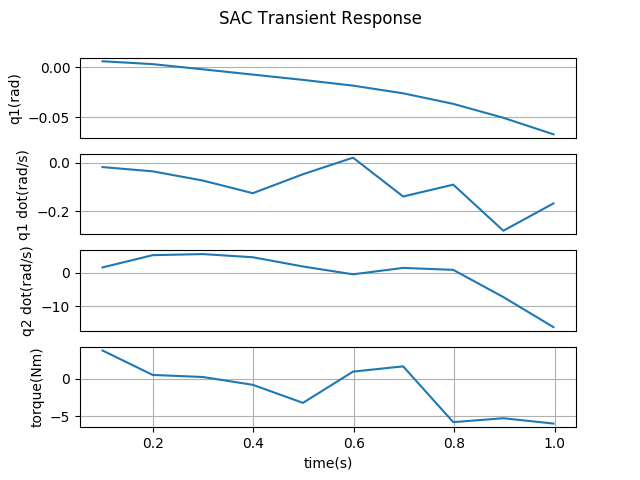 SAC Transient Response
0.00
−0.05
q1(rad)
0.0
−0.2
q1 dot(rad/s)
0
−10
q2 dot(rad/s)
0
−5
torque(Nm)
0.2 0.4 0.6 0.8 1.0
time(s)